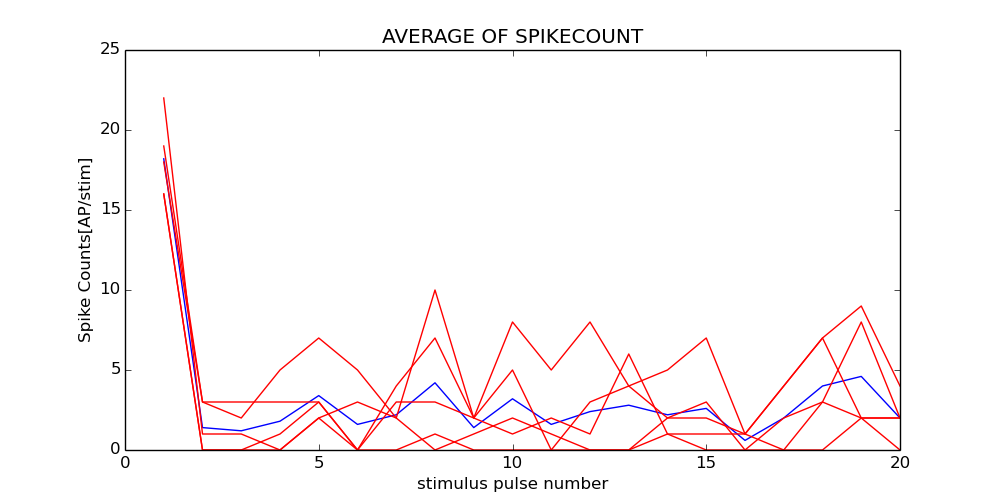 AVERAGE OF SPIKECOUNT
25
20
15
10
5
0
Spike Counts[AP/stim]
0 5 10 15 20
stimulus pulse number